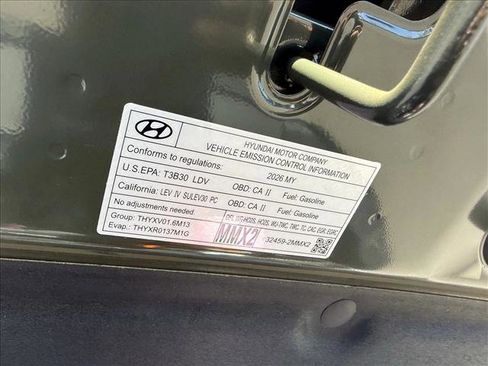 HYUNDAI MOTOR COMPANY
VEHICLE EMISSION CONTROL INFORMATION
Conforms to regulations: 2026 MY
U.S.EPA: T3B30 LDV OBD: CA II Fuel: Gasoline
California: LEV IV SULEV30 PC OBD: CA II Fuel: Gasoline
No adjustments needed.
Group: THYXV01.6M13
Evap.: THYXR0137M1G
MMX2
32459-2MMX2